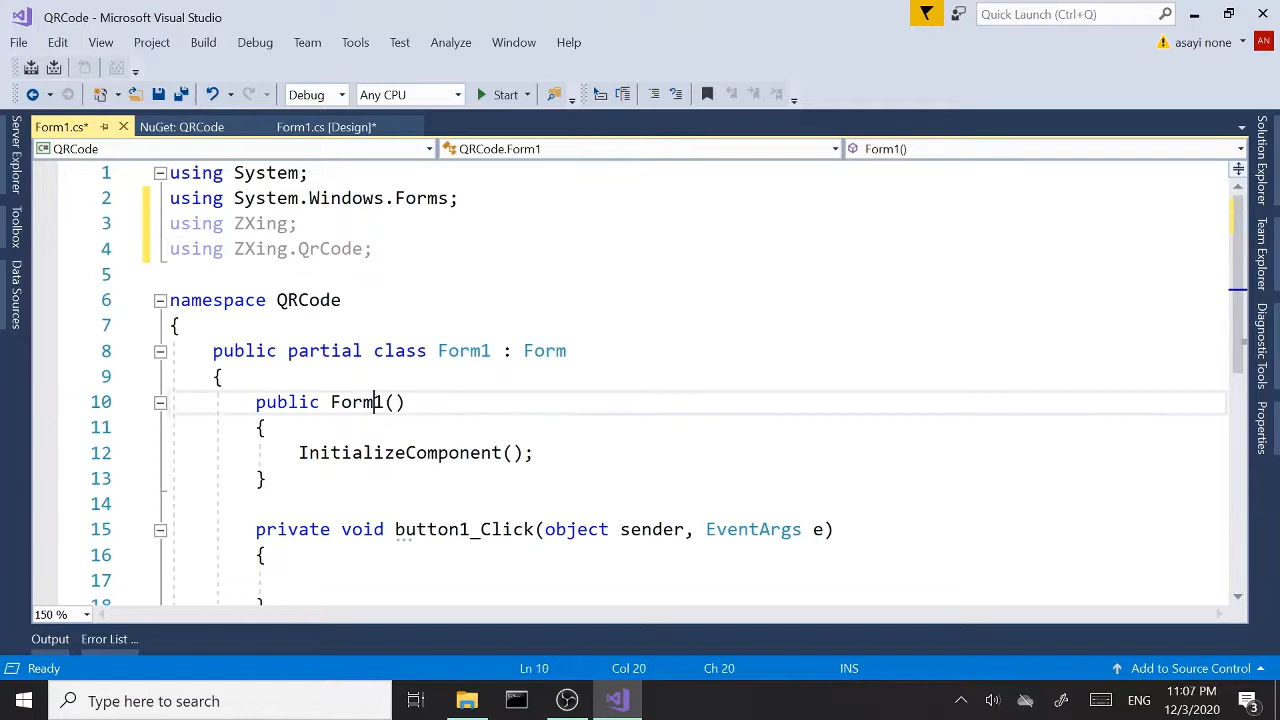 QRCode - Microsoft Visual Studio
Quick Launch (Ctrl+Q)
File Edit View Project Build Debug Team Tools Test Analyze Window Help
asayi none
AN
Debug Any CPU Start
Form1.cs* NuGet: QRCode Form1.cs [Design]*
QRCode QRCode.Form1 Form1()
Server Explorer
Toolbox
Data Sources
1 using System;
2 using System.Windows.Forms;
3 using ZXing;
4 using ZXing.QrCode;
5
6 namespace QRCode
7 {
8 public partial class Form1 : Form
9 {
10 public Form1()
11 {
12 InitializeComponent();
13 }
14
15 private void button1_Click(object sender, EventArgs e)
16 {
17
18 }
Solution Explorer
Team Explorer
Diagnostic Tools
Properties
150 %
Output Error List ...
Ready Ln 10 Col 20 Ch 20 INS Add to Source Control
Type here to search
ENG
11:07 PM
12/3/2020
3